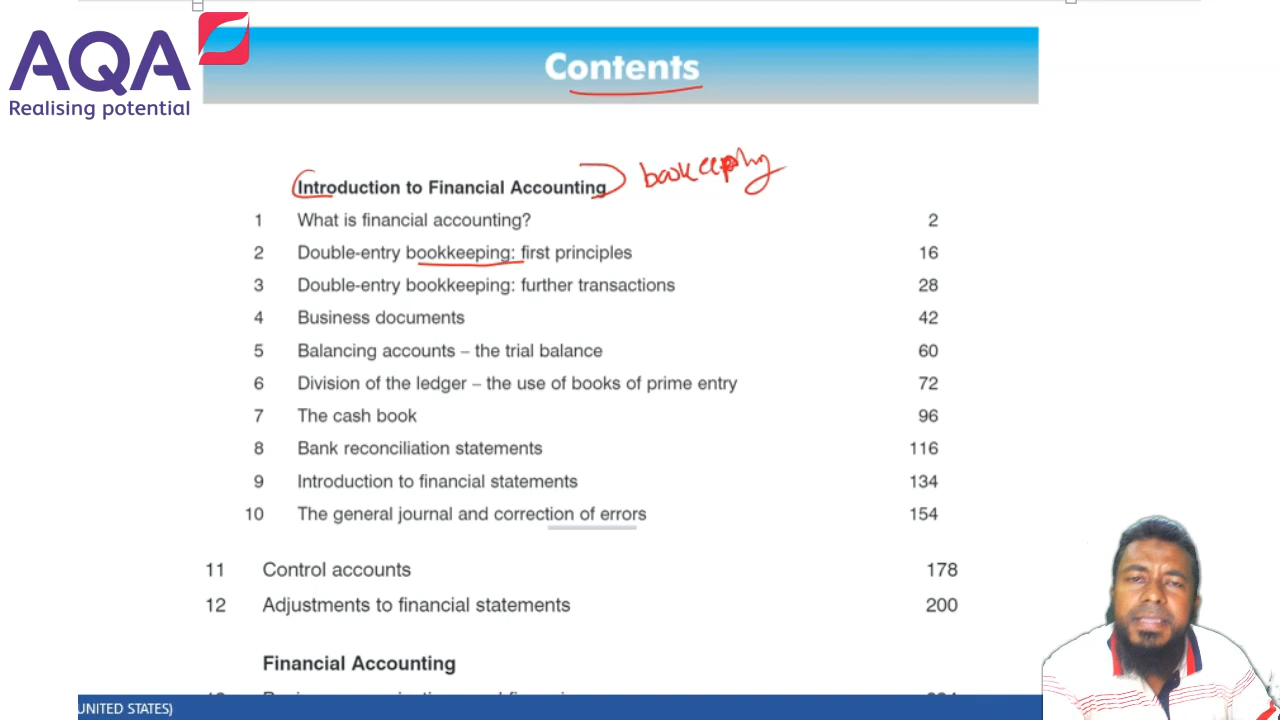 AQA
Realising potential
Contents
Introduction to Financial Accounting bookeeping
1 What is financial accounting? 2
2 Double-entry bookkeeping: first principles 16
3 Double-entry bookkeeping: further transactions 28
4 Business documents 42
5 Balancing accounts – the trial balance 60
6 Division of the ledger – the use of books of prime entry 72
7 The cash book 96
8 Bank reconciliation statements 116
9 Introduction to financial statements 134
10 The general journal and correction of errors 154
11 Control accounts 178
12 Adjustments to financial statements 200
Financial Accounting
UNITED STATES)